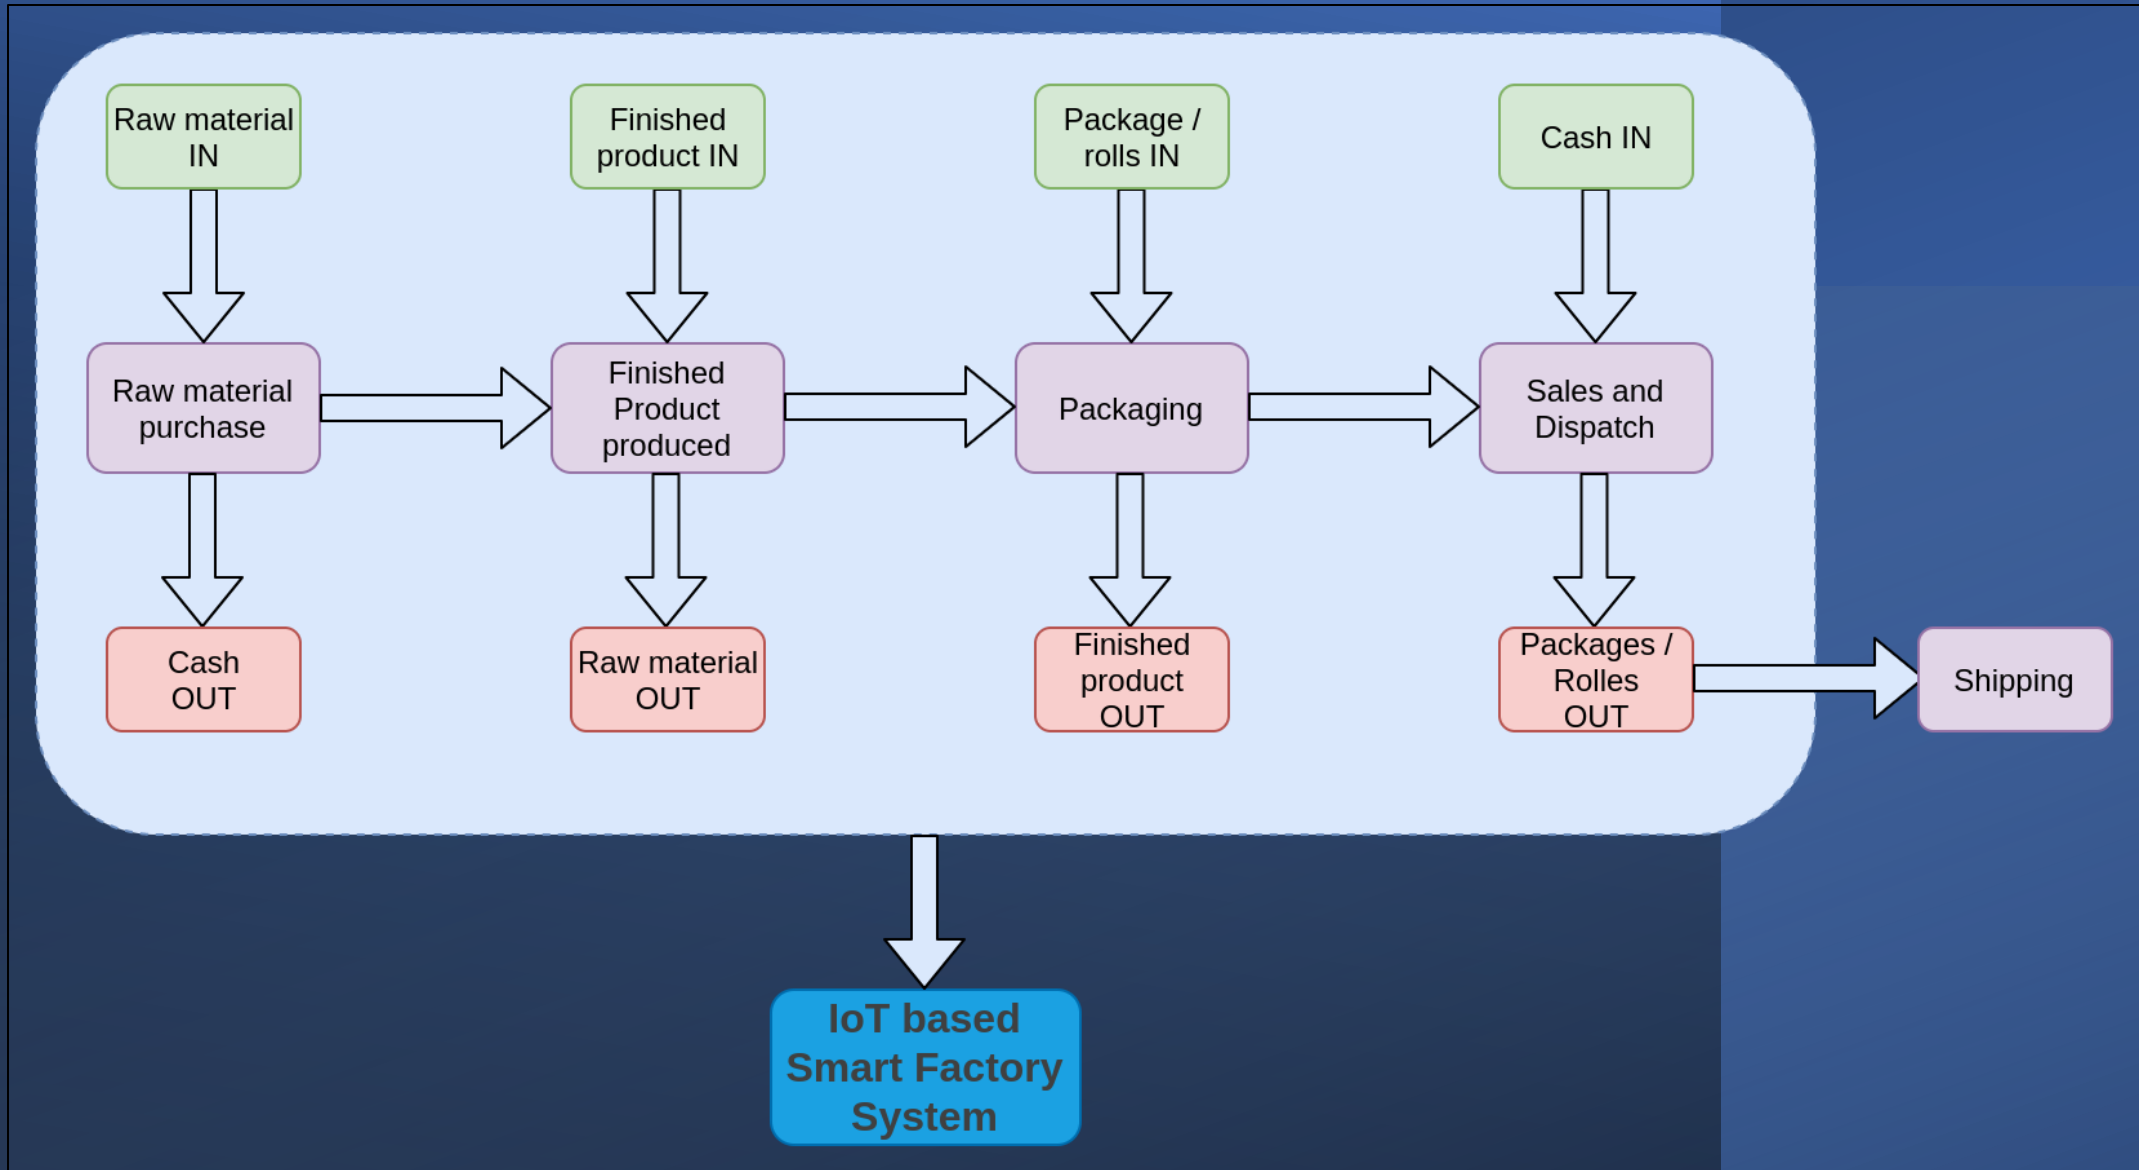 Raw material
IN
Finished
product IN
Package /
rolls IN
Cash IN
Raw material
purchase
Finished
Product
produced
Packaging
Sales and
Dispatch
Cash
OUT
Raw material
OUT
Finished
product
OUT
Packages /
Rolles
OUT
Shipping
IoT based
Smart Factory
System